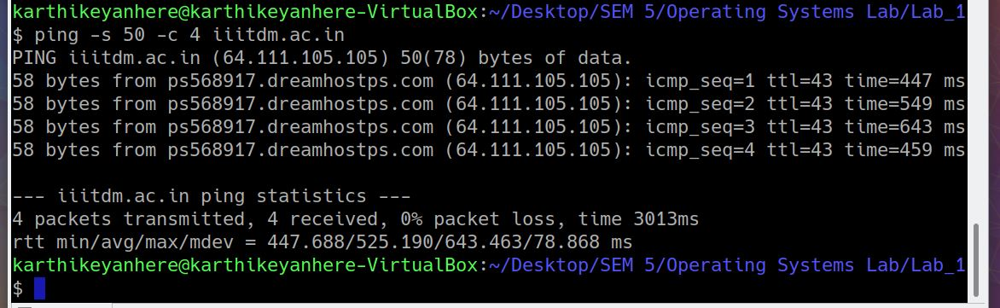 karthikeyanhere@karthikeyanhere-VirtualBox:~/Desktop/SEM 5/Operating Systems Lab/Lab_1
$ ping -s 50 -c 4 iiitdm.ac.in
PING iiitdm.ac.in (64.111.105.105) 50(78) bytes of data.
58 bytes from ps568917.dreamhostps.com (64.111.105.105): icmp_seq=1 ttl=43 time=447 ms
58 bytes from ps568917.dreamhostps.com (64.111.105.105): icmp_seq=2 ttl=43 time=549 ms
58 bytes from ps568917.dreamhostps.com (64.111.105.105): icmp_seq=3 ttl=43 time=643 ms
58 bytes from ps568917.dreamhostps.com (64.111.105.105): icmp_seq=4 ttl=43 time=459 ms
--- iiitdm.ac.in ping statistics ---
4 packets transmitted, 4 received, 0% packet loss, time 3013ms
rtt min/avg/max/mdev = 447.688/525.190/643.463/78.868 ms
karthikeyanhere@karthikeyanhere-VirtualBox:~/Desktop/SEM 5/Operating Systems Lab/Lab_1
$